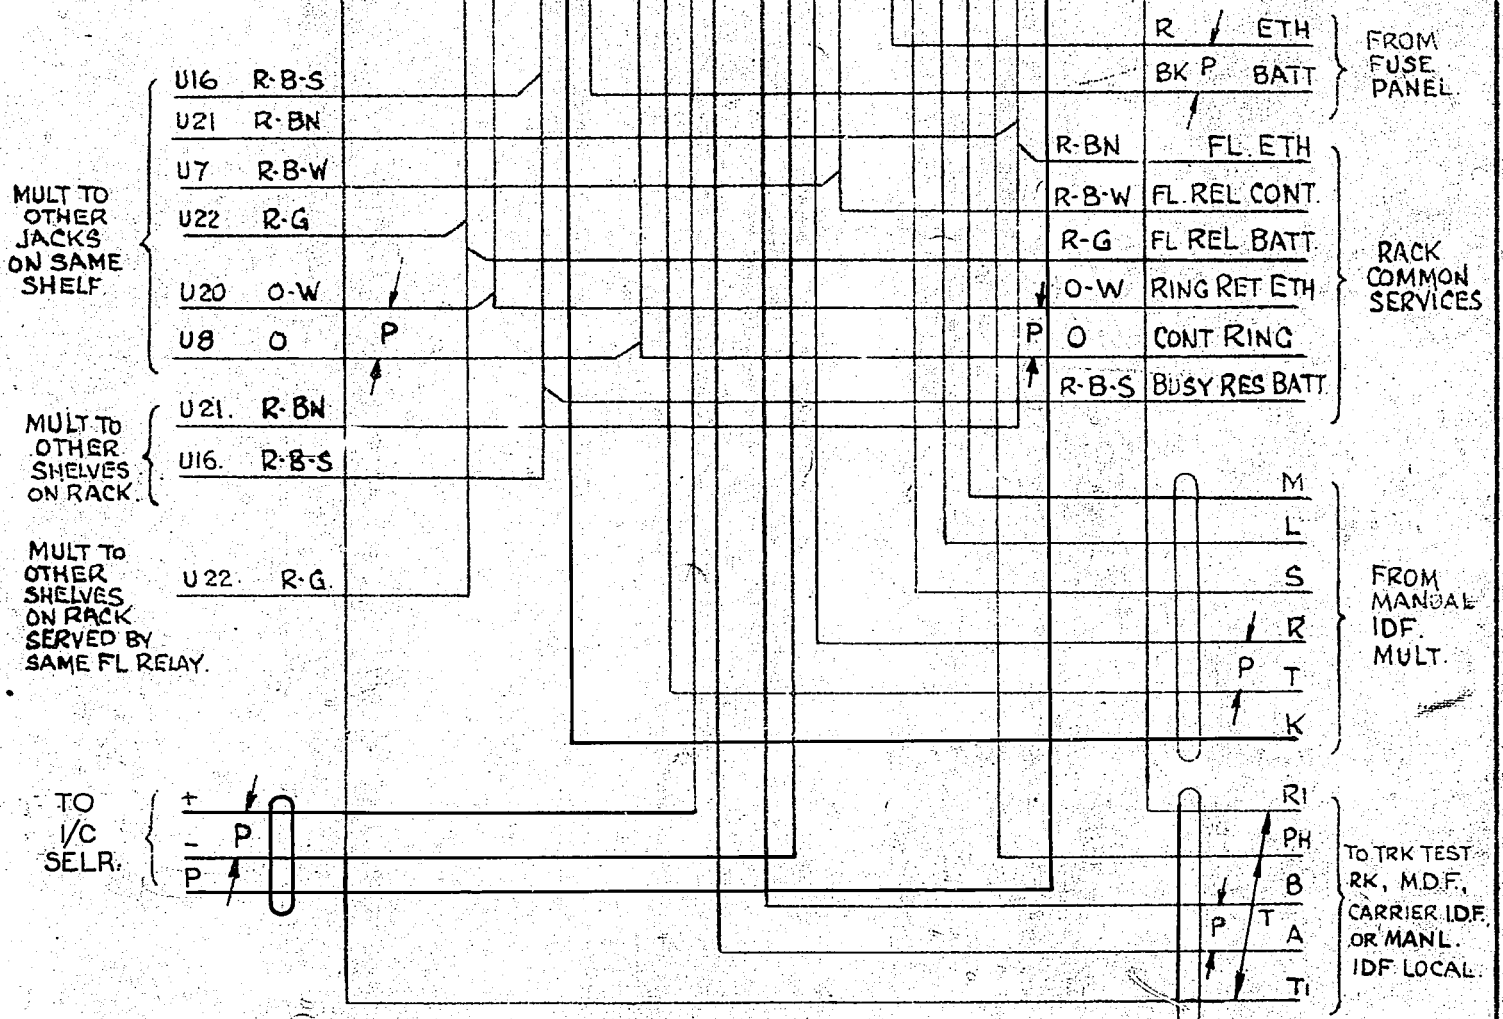 R ETH
BK P BATT
FROM
FUSE
PANEL.
U16 R-B-S
U21 R-BN
U7 R-B-W
U22 R-G
U20 O-W
U8 O P
MULT TO
OTHER
JACKS
ON SAME
SHELF.
R-BN FL. ETH
R-B-W FL. REL CONT.
R-G FL REL BATT.
O-W RING RET ETH
P O CONT RING
R-B-S BUSY RES BATT.
RACK
COMMON
SERVICES
MULT TO
OTHER
SHELVES
ON RACK.
U21. R-BN
U16. R-B-S
MULT TO
OTHER
SHELVES
ON RACK
SERVED BY
SAME FL RELAY.
U22. R-G.
M
L
S
R
P T
K
FROM
MANUAL
IDF.
MULT.
TO
I/C
SELR.
+
- P
P
R1
PH
B
P T A
T1
TO TRK TEST
RK, M.D.F.,
CARRIER I.D.F.
OR MANL.
IDF LOCAL.